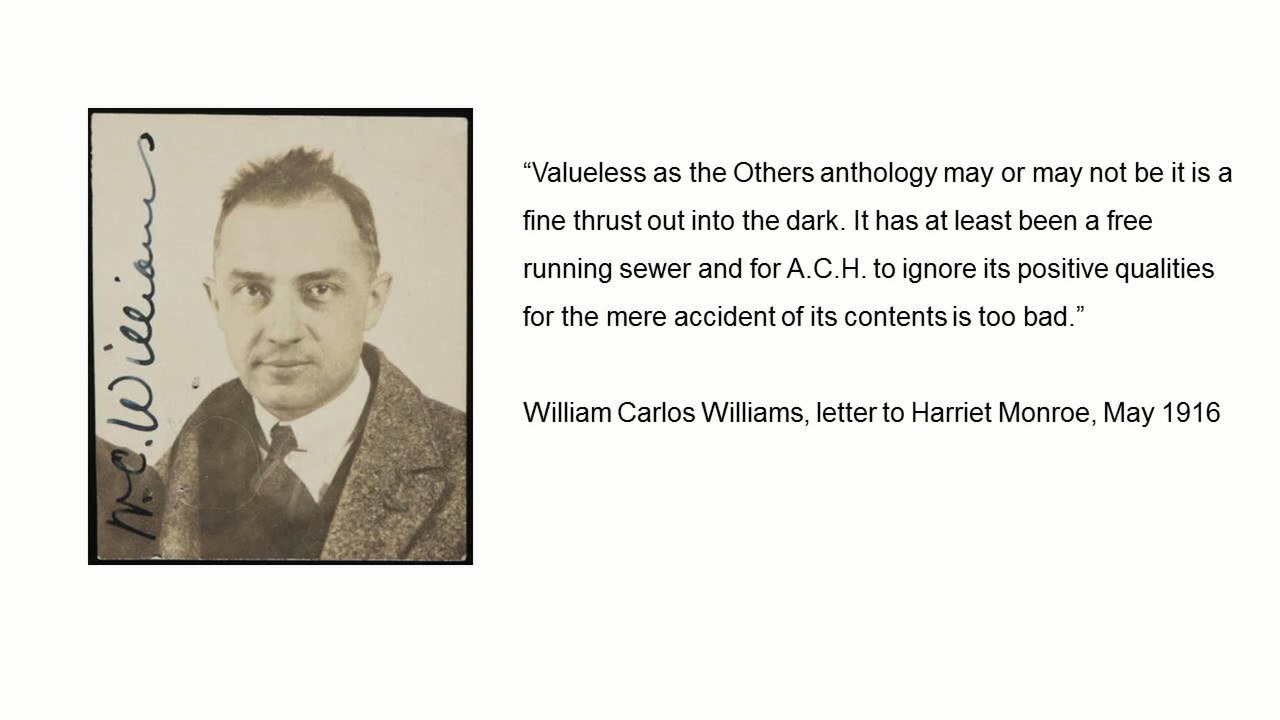 W.C. Williams
“Valueless as the Others anthology may or may not be it is a
fine thrust out into the dark. It has at least been a free
running sewer and for A.C.H. to ignore its positive qualities
for the mere accident of its contents is too bad.”
William Carlos Williams, letter to Harriet Monroe, May 1916